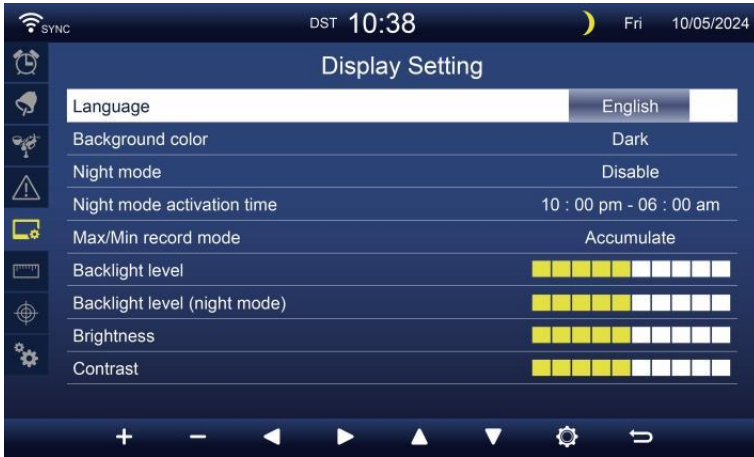 SYNC DST 10:38 Fri 10/05/2024
Display Setting
Language English
Background color Dark
Night mode Disable
Night mode activation time 10 : 00 pm - 06 : 00 am
Max/Min record mode Accumulate
Backlight level
Backlight level (night mode)
Brightness
Contrast